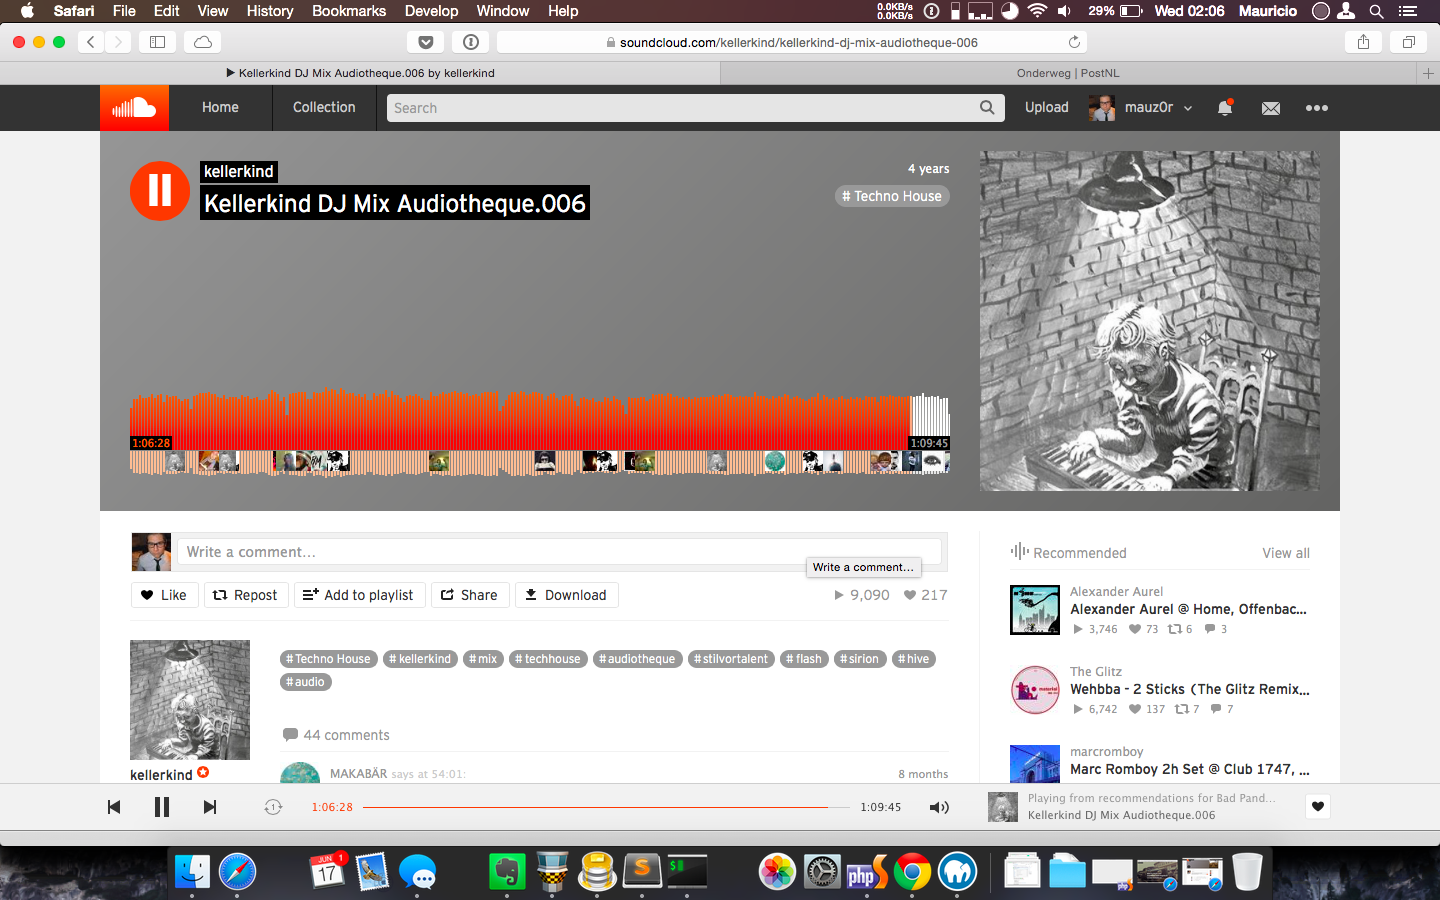 Safari File Edit View History Bookmarks Develop Window Help 0.0KB/s 29% Wed 02:06 Mauricio
0.0KB/s
soundcloud.com/kellerkind/kellerkind-dj-mix-audiotheque-006
▶ Kellerkind DJ Mix Audiotheque.006 by kellerkind
Onderweg | PostNL
Home
Collection
Search
Upload
mauz0r
kellerkind
Kellerkind DJ Mix Audiotheque.006
4 years
# Techno House
1:06:28
1:09:45
Write a comment...
Write a comment...
Like
Repost
Add to playlist
Share
Download
9,090
217
# Techno House # kellerkind # mix # techhouse # audiotheque # stilvortalent # flash # sirion # hive
# audio
44 comments
MAKABÄR says at 54:01:
8 months
kellerkind
Recommended
View all
Alexander Aurel
Alexander Aurel @ Home, Offenbac...
3,746 73 6 3
The Glitz
Wehbba - 2 Sticks (The Glitz Remix...
6,742 137 7 7
marcromboy
Marc Romboy 2h Set @ Club 1747, ...
1
1:06:28
1:09:45
Playing from recommendations for Bad Pand...
Kellerkind DJ Mix Audiotheque.006
JUN
17
1
S
$
php